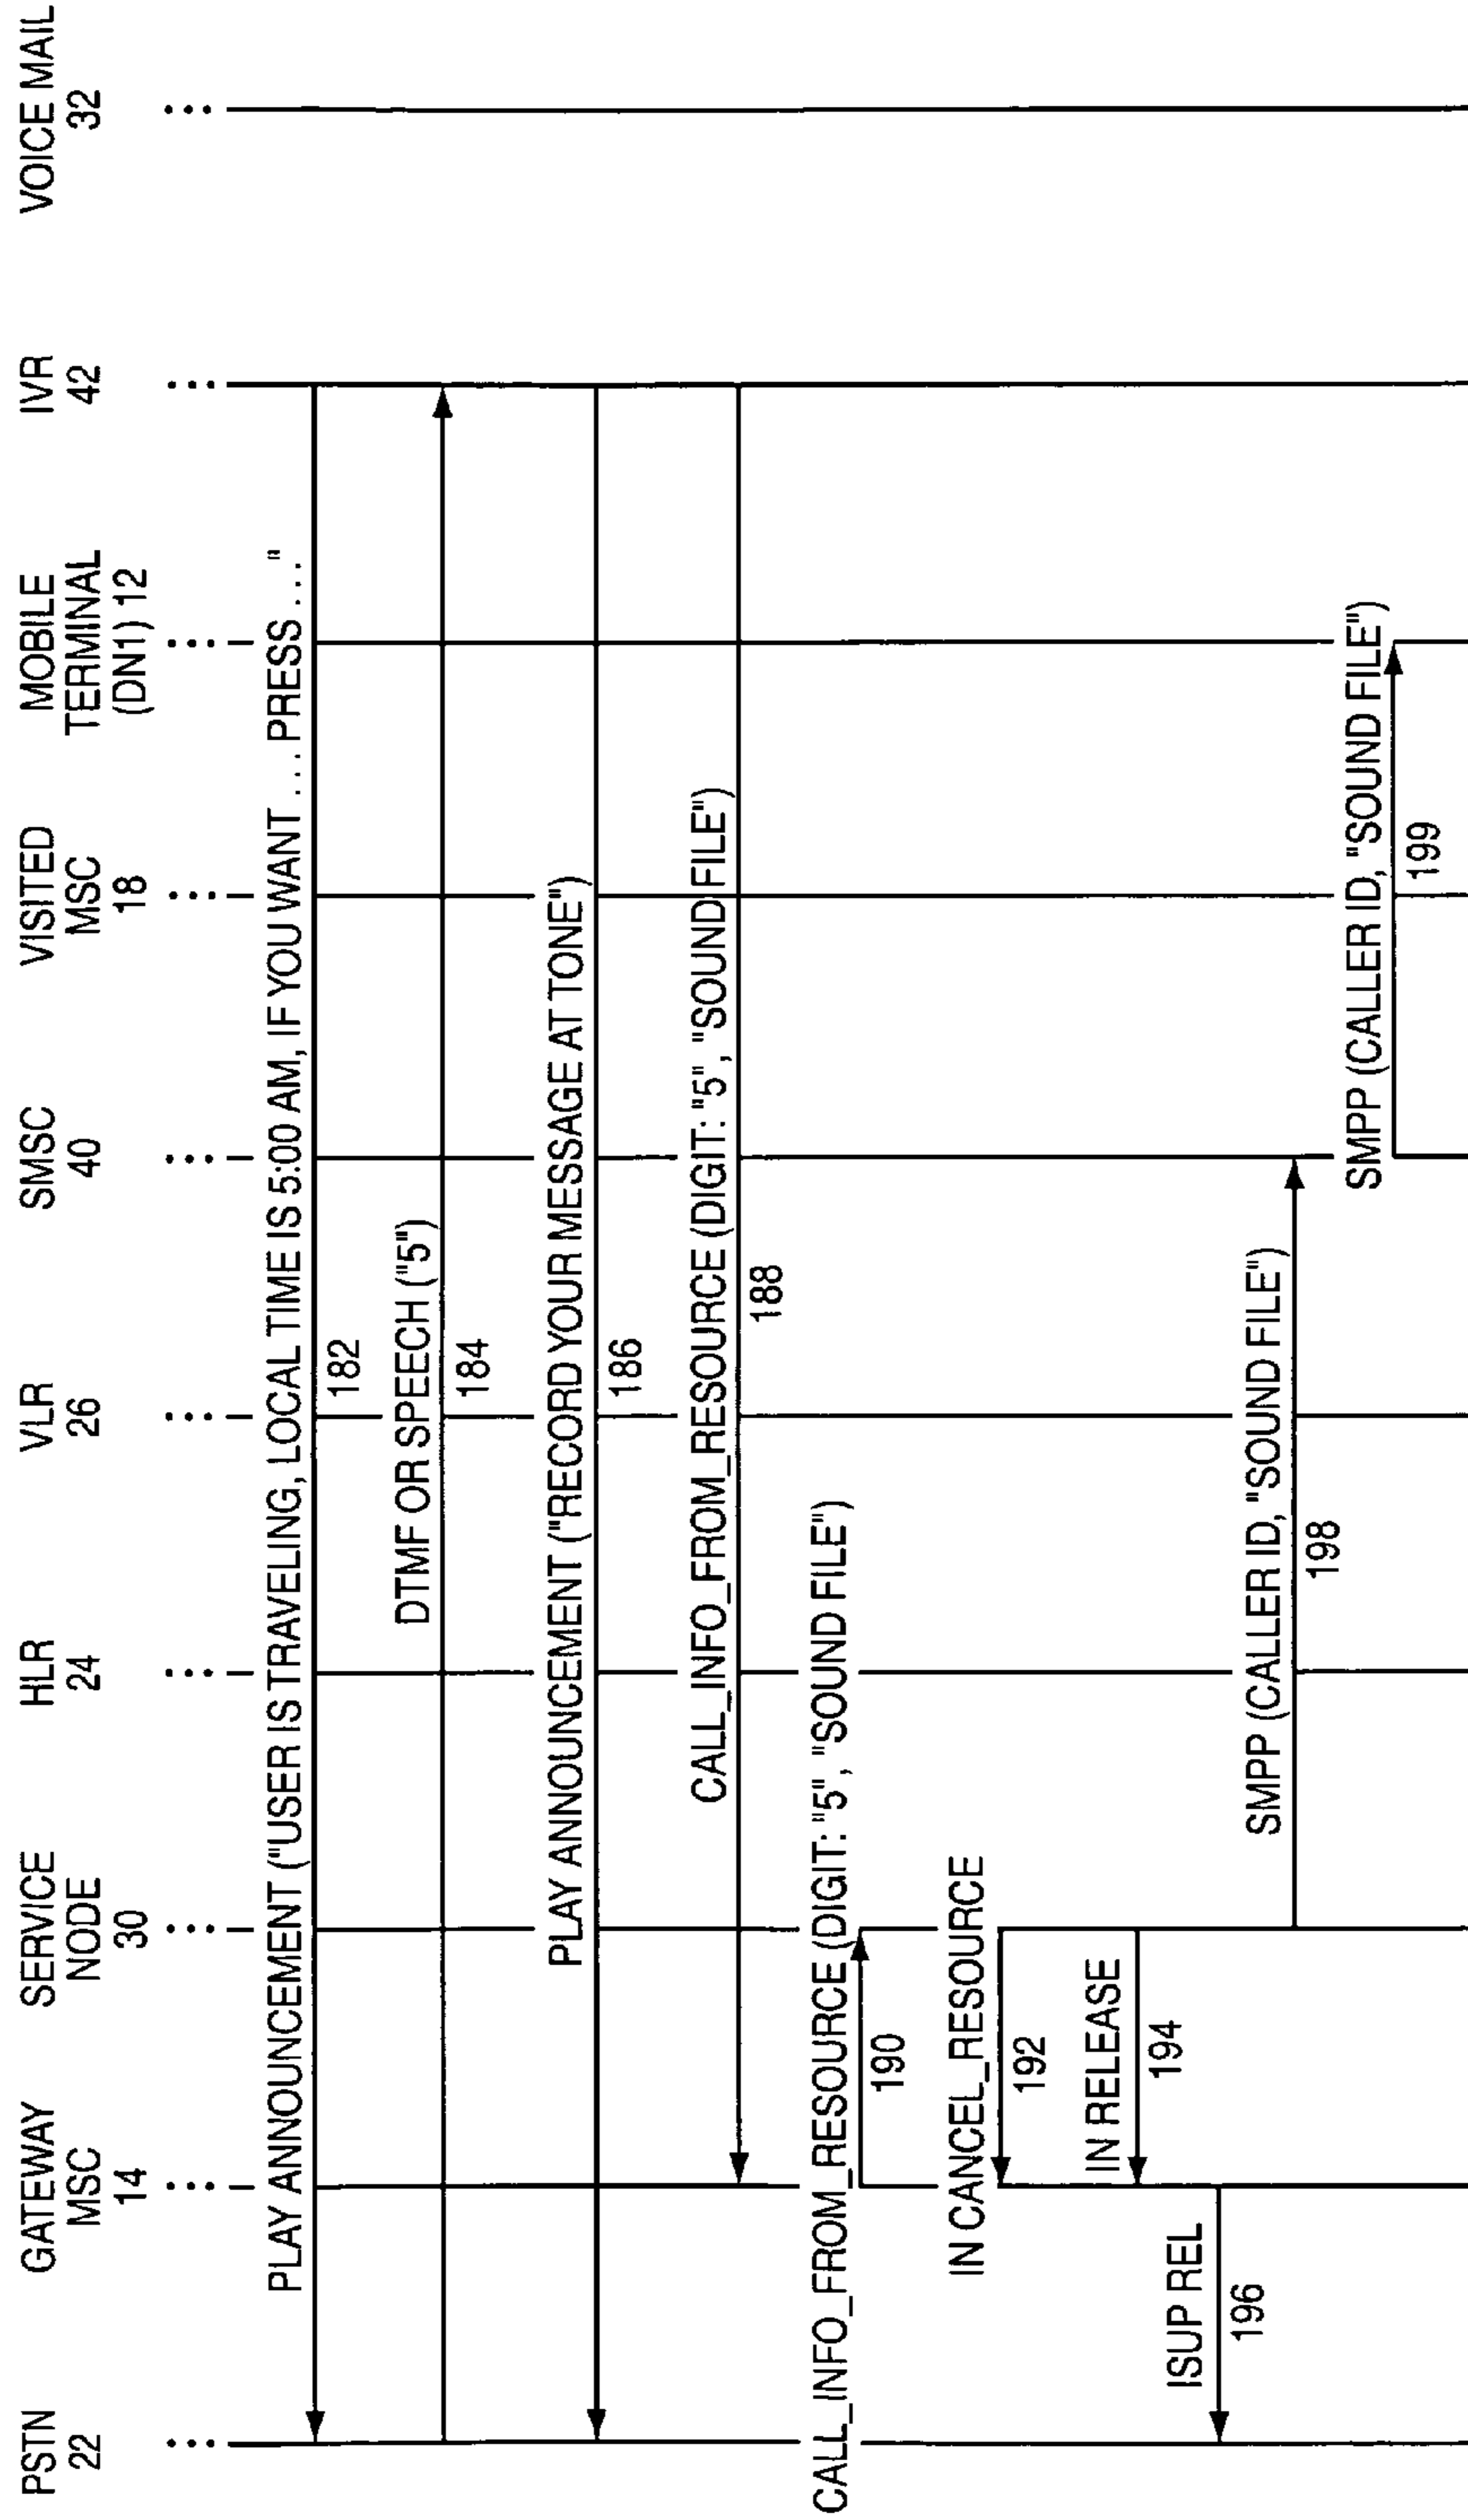 PSTN
22
GATEWAY
MSC
14
SERVICE
NODE
30
HLR
24
VLR
26
SMSC
40
VISITED
MSC
18
MOBILE
TERMINAL
(DN1) 12
IVR
42
VOICE MAIL
32
PLAY ANNOUNCEMENT ("USER IS TRAVELING, LOCAL TIME IS 5:00 AM, IF YOU WANT ... PRESS ..."
182
DTMF OR SPEECH ("5")
184
PLAY ANNOUNCEMENT ("RECORD YOUR MESSAGE AT TONE")
186
CALL_INFO_FROM_RESOURCE (DIGIT: "5", "SOUND FILE")
188
CALL_INFO_FROM_RESOURCE (DIGIT: "5", "SOUND FILE")
190
IN CANCEL_RESOURCE
192
IN RELEASE
194
ISUP REL
196
SMPP (CALLER ID, "SOUND FILE")
198
SMPP (CALLER ID, "SOUND FILE")
199